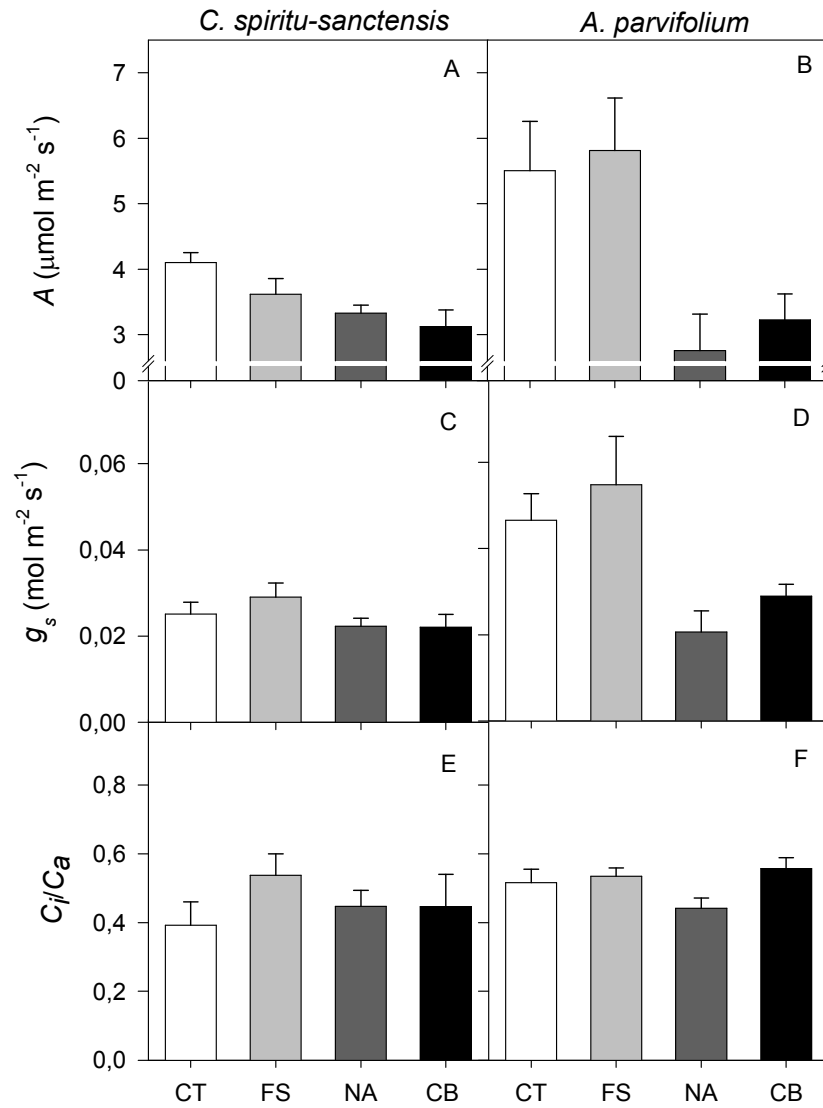 C. spiritu-sanctensis A. parvifolium
A B
7
6
5
4
3
0
A (μmol m⁻² s⁻¹)
C D
0,06
0,04
0,02
0,00
gₛ (mol m⁻² s⁻¹)
E F
0,8
0,6
0,4
0,2
0,0
Cᵢ/Cₐ
CT FS NA CB CT FS NA CB